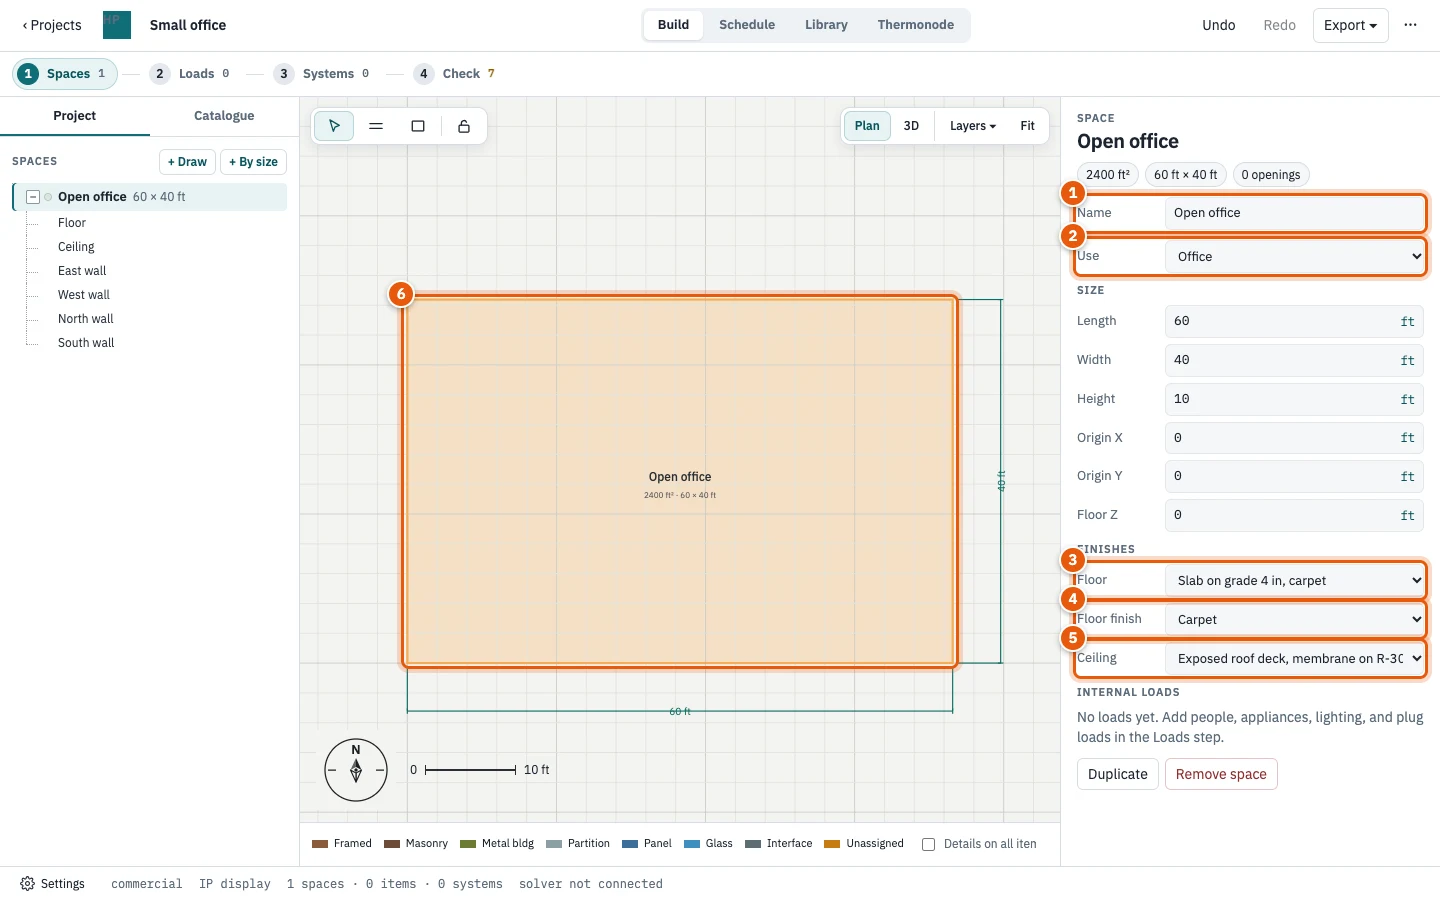 ‹ Projects
HP
Small office
Build
Schedule
Library
Thermonode
Undo
Redo
Export
...
1 Spaces 1
2 Loads 0
3 Systems 0
4 Check 7
Project
Catalogue
SPACES
+ Draw
+ By size
Open office 60 × 40 ft
Floor
Ceiling
East wall
West wall
North wall
South wall
Plan
3D
Layers
Fit
6
Open office
2400 ft² · 60 × 40 ft
40 ft
60 ft
N
0
10 ft
Framed
Masonry
Metal bldg
Partition
Panel
Glass
Interface
Unassigned
Details on all iten
SPACE
Open office
2400 ft²
60 ft × 40 ft
0 openings
1
Name
Open office
2
Use
Office
SIZE
Length
60 ft
Width
40 ft
Height
10 ft
Origin X
0 ft
Origin Y
0 ft
Floor Z
0 ft
FINISHES
3
Floor
Slab on grade 4 in, carpet
4
Floor finish
Carpet
5
Ceiling
Exposed roof deck, membrane on R-30
INTERNAL LOADS
No loads yet. Add people, appliances, lighting, and plug
loads in the Loads step.
Duplicate
Remove space
Settings
commercial
IP display
1 spaces · 0 items · 0 systems
solver not connected